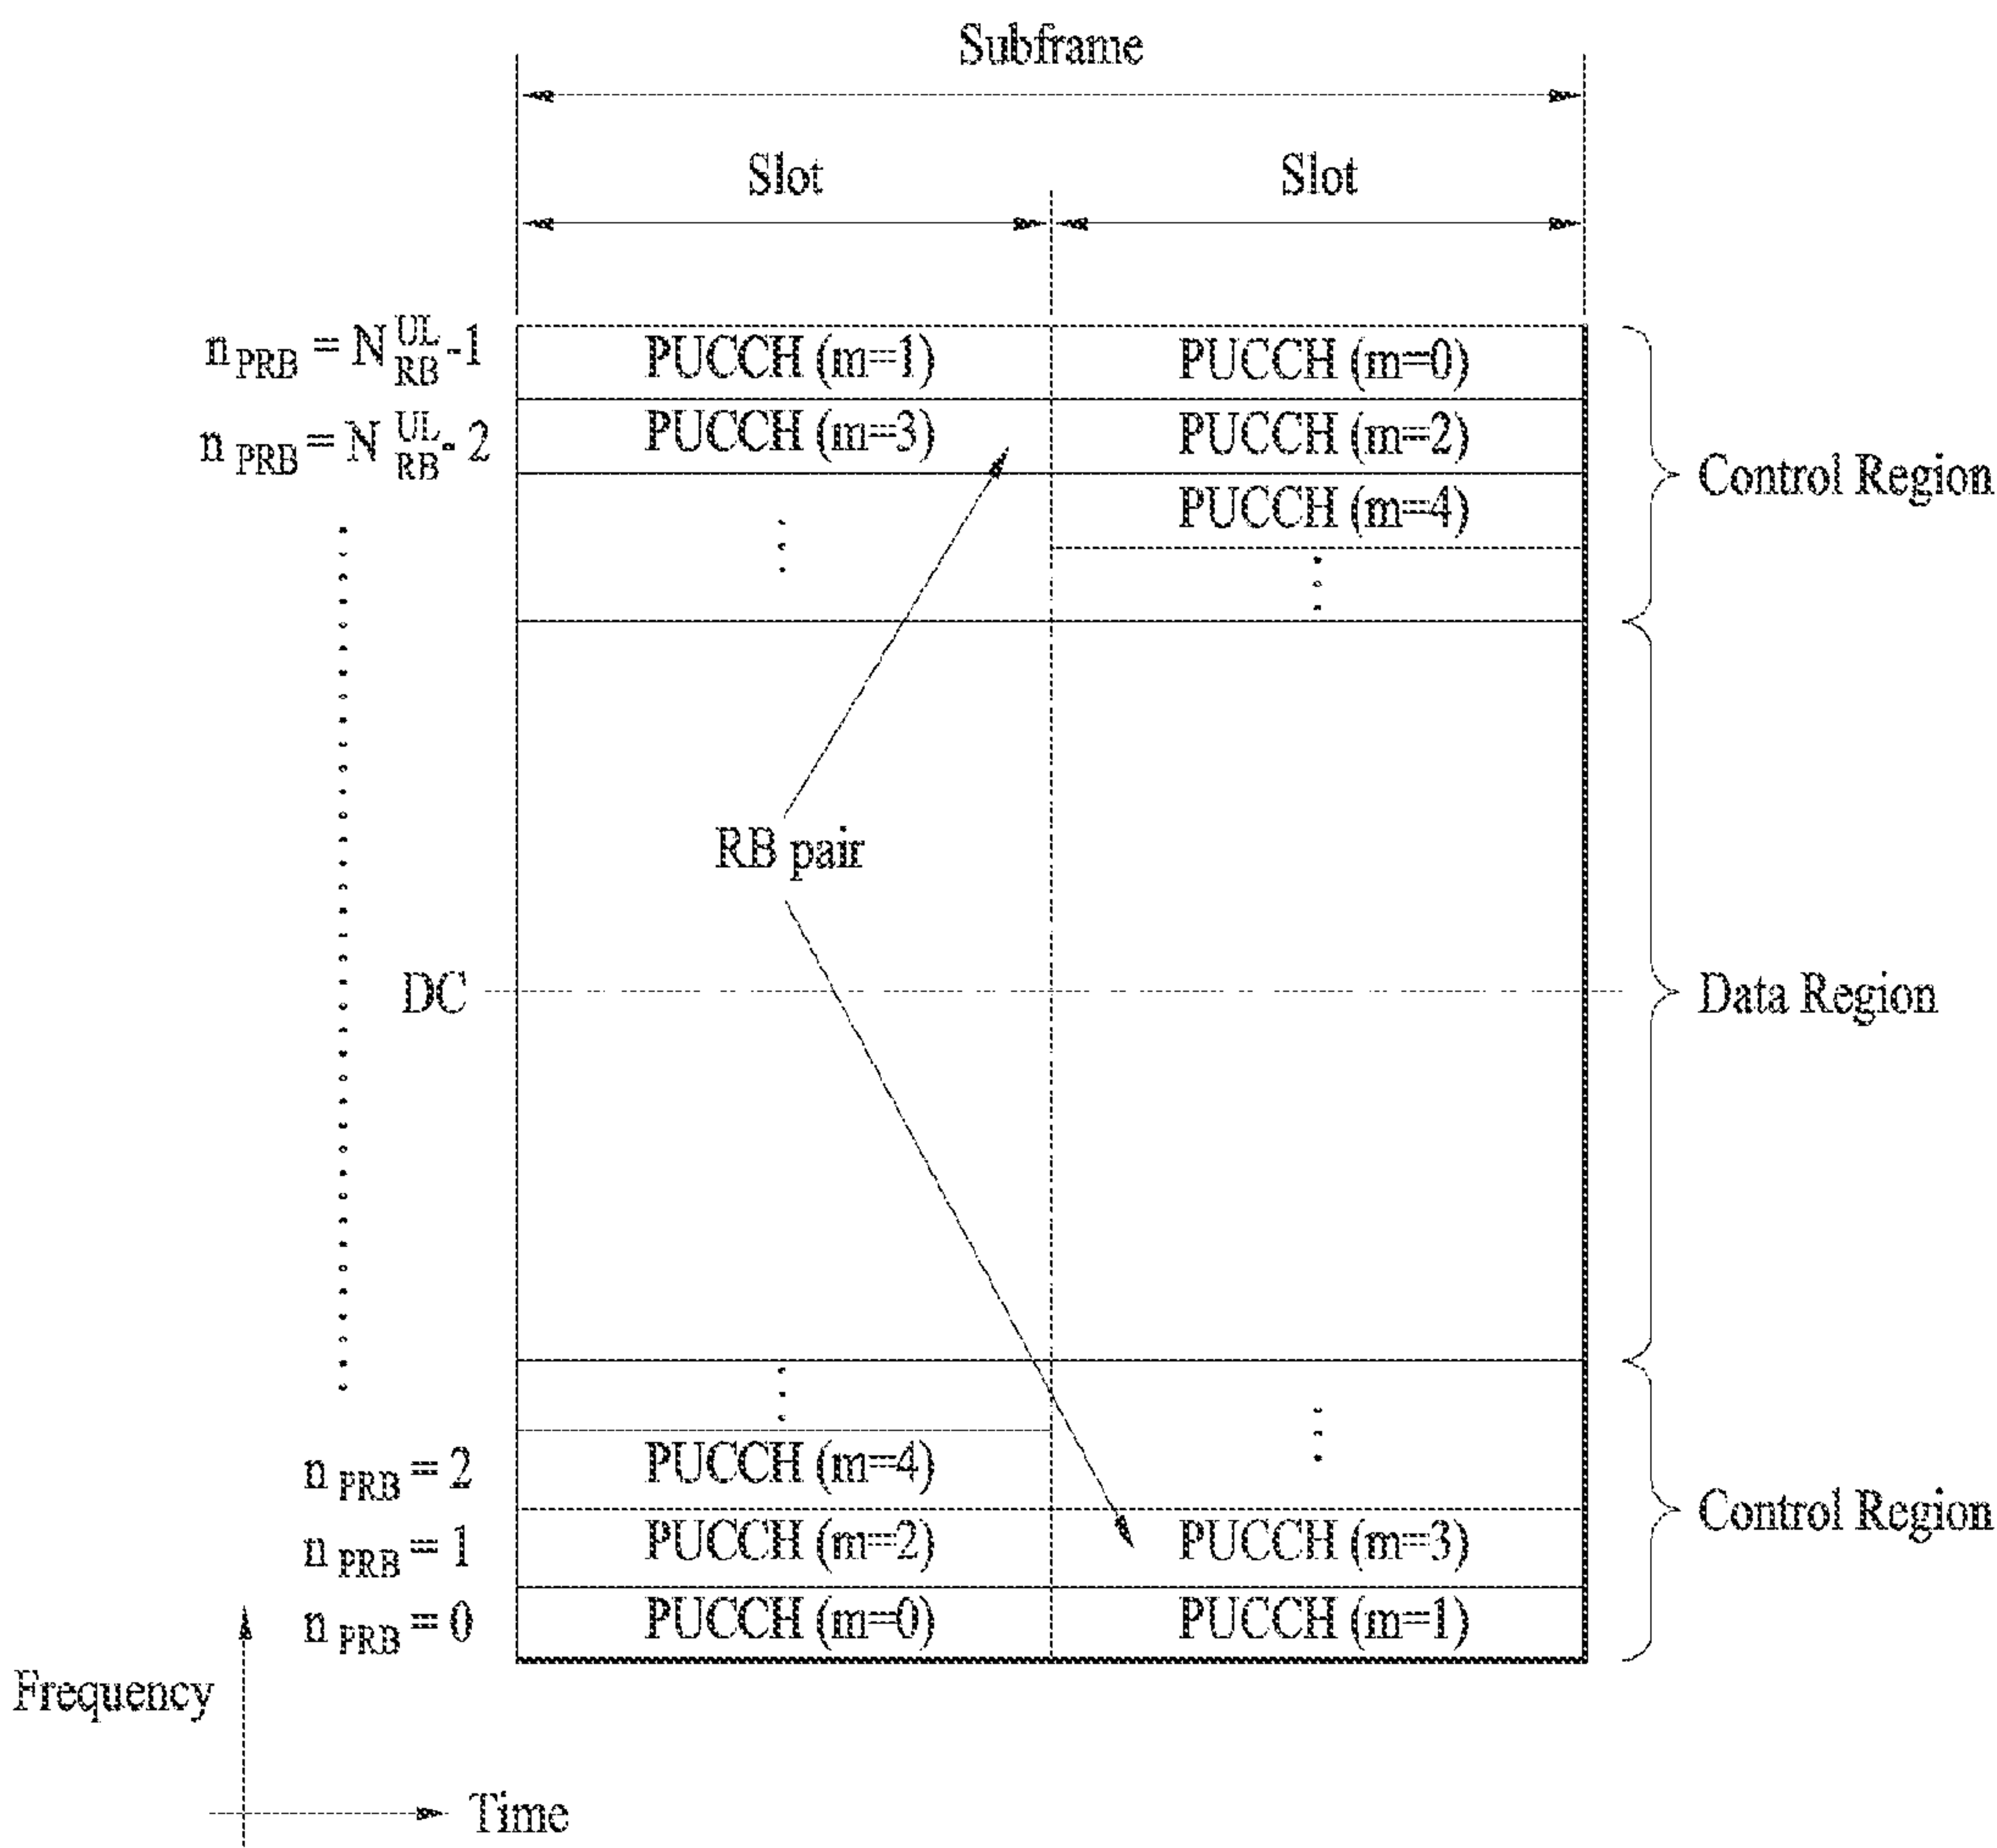 Subframe
Slot Slot
n PRB = N UL RB -1 PUCCH (m=1) PUCCH (m=0)
n PRB = N UL RB - 2 PUCCH (m=3) PUCCH (m=2)
PUCCH (m=4)
Control Region
RB pair
DC
Data Region
n PRB = 2 PUCCH (m=4)
n PRB = 1 PUCCH (m=2) PUCCH (m=3)
Control Region
n PRB = 0 PUCCH (m=0) PUCCH (m=1)
Frequency
Time